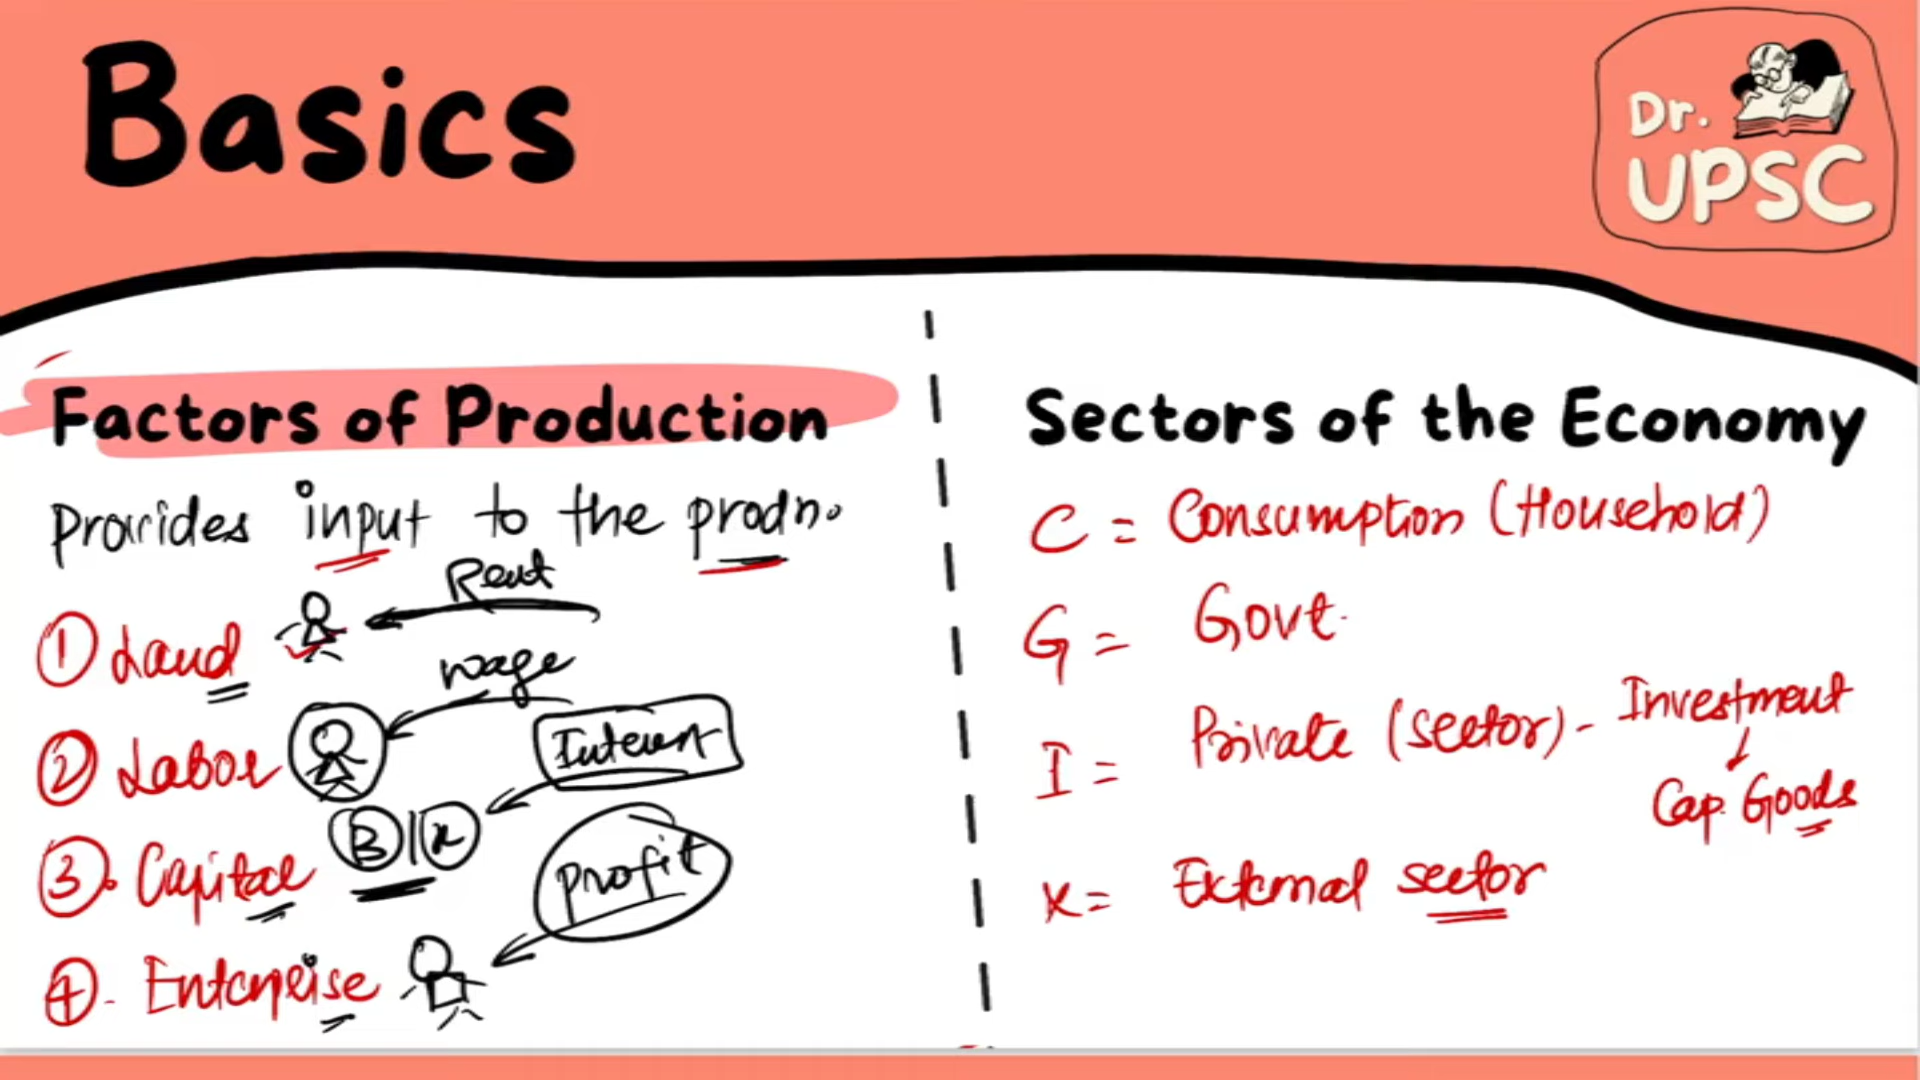 Basics
Dr.
UPSC
Factors of Production
Provides input to the prodn.
Rent
① Land
wage
② Labor
Interest
③. Capital
B | K
Profit
④. Enterprise
Sectors of the Economy
C = Consumption (Household)
G = Govt.
I = Private (sector) - Investment
↓
Cap. Goods
X = External sector